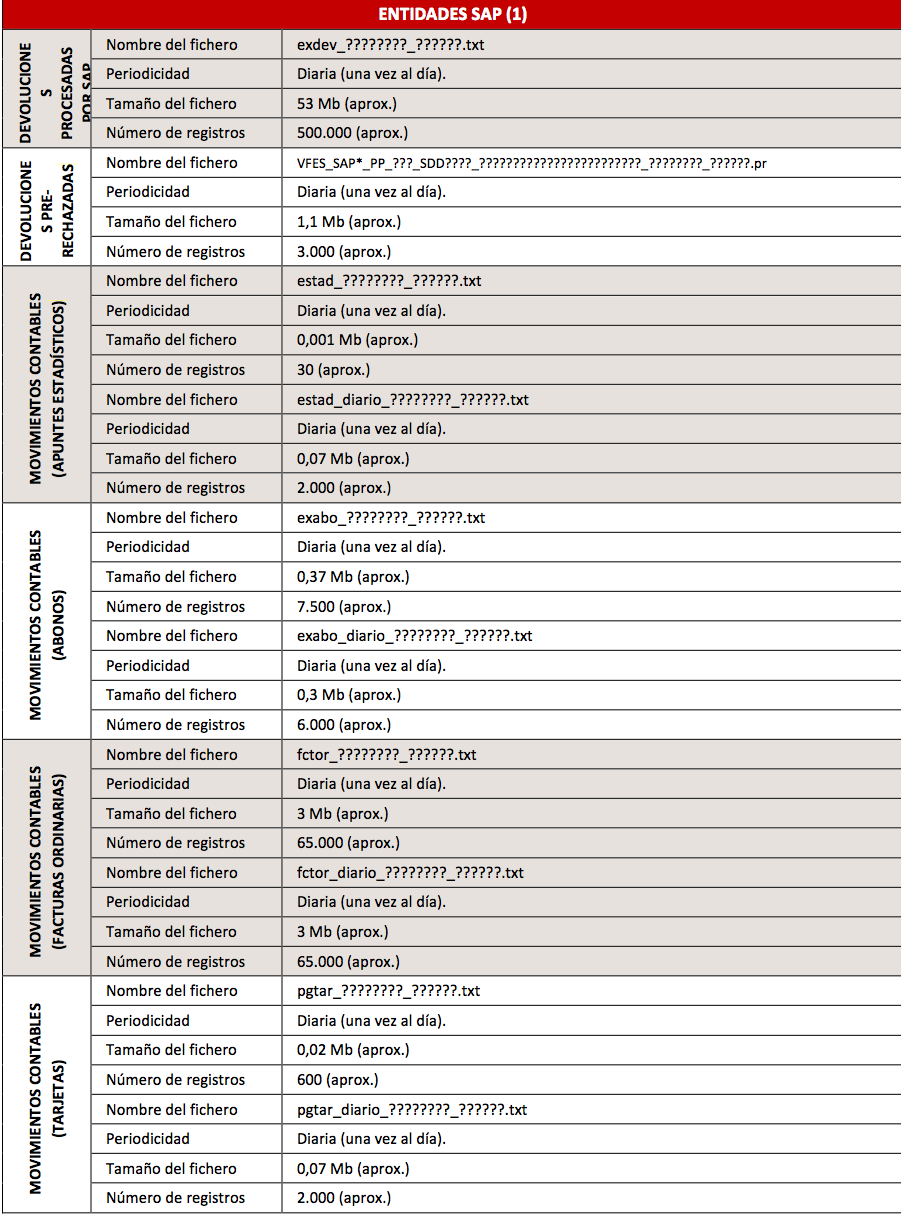 ENTIDADES SAP (1)
DEVOLUCIONE
S
PROCESADAS
POR SAP
Nombre del fichero exdev_????????_??????.txt
Periodicidad Diaria (una vez al día).
Tamaño del fichero 53 Mb (aprox.)
Número de registros 500.000 (aprox.)
DEVOLUCIONE
S PRE-
RECHAZADAS
Nombre del fichero VFES_SAP*_PP_???_SDD????_????????????????????????_????????_??????.pr
Periodicidad Diaria (una vez al día).
Tamaño del fichero 1,1 Mb (aprox.)
Número de registros 3.000 (aprox.)
MOVIMIENTOS CONTABLES
(APUNTES ESTADÍSTICOS)
Nombre del fichero estad_????????_??????.txt
Periodicidad Diaria (una vez al día).
Tamaño del fichero 0,001 Mb (aprox.)
Número de registros 30 (aprox.)
Nombre del fichero estad_diario_????????_??????.txt
Periodicidad Diaria (una vez al día).
Tamaño del fichero 0,07 Mb (aprox.)
Número de registros 2.000 (aprox.)
MOVIMIENTOS CONTABLES
(ABONOS)
Nombre del fichero exabo_????????_??????.txt
Periodicidad Diaria (una vez al día).
Tamaño del fichero 0,37 Mb (aprox.)
Número de registros 7.500 (aprox.)
Nombre del fichero exabo_diario_????????_??????.txt
Periodicidad Diaria (una vez al día).
Tamaño del fichero 0,3 Mb (aprox.)
Número de registros 6.000 (aprox.)
MOVIMIENTOS CONTABLES
(FACTURAS ORDINARIAS)
Nombre del fichero fctor_????????_??????.txt
Periodicidad Diaria (una vez al día).
Tamaño del fichero 3 Mb (aprox.)
Número de registros 65.000 (aprox.)
Nombre del fichero fctor_diario_????????_??????.txt
Periodicidad Diaria (una vez al día).
Tamaño del fichero 3 Mb (aprox.)
Número de registros 65.000 (aprox.)
MOVIMIENTOS CONTABLES
(TARJETAS)
Nombre del fichero pgtar_????????_??????.txt
Periodicidad Diaria (una vez al día).
Tamaño del fichero 0,02 Mb (aprox.)
Número de registros 600 (aprox.)
Nombre del fichero pgtar_diario_????????_??????.txt
Periodicidad Diaria (una vez al día).
Tamaño del fichero 0,07 Mb (aprox.)
Número de registros 2.000 (aprox.)